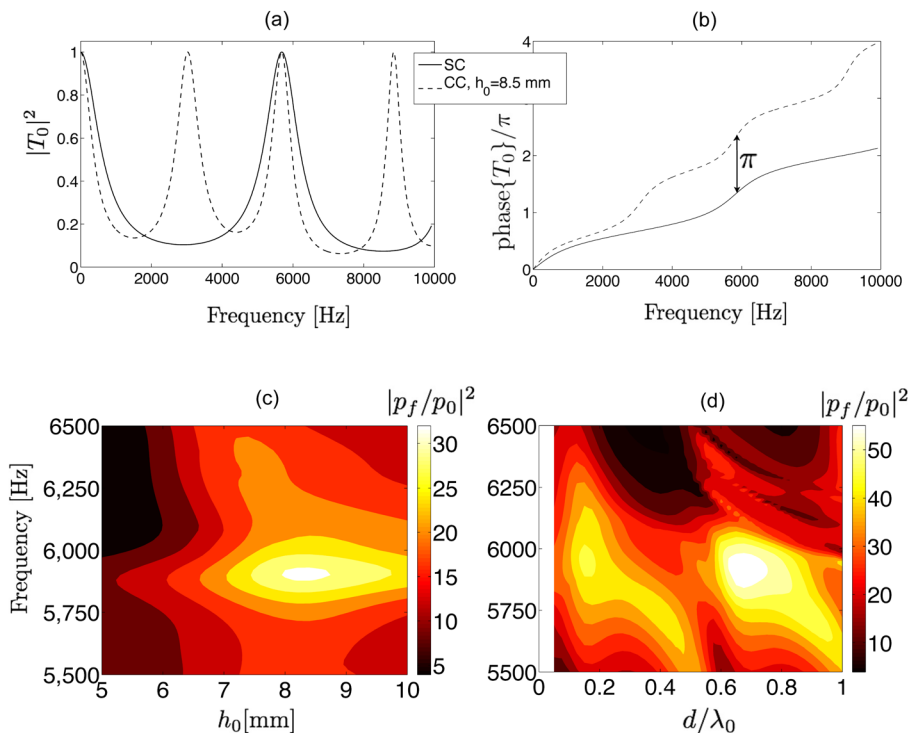 (a)
|T₀|²
1
0.8
0.6
0.4
0.2
0
0 2000 4000 6000 8000 10000
Frequency [Hz]
SC
CC, h₀=8.5 mm
(b)
phase{T₀}/π
4
3
2
1
0
π
0 2000 4000 6000 8000 10000
Frequency [Hz]
(c)
|p_f/p₀|²
Frequency [Hz]
6500
6,250
6,000
5,750
5,500
5 6 7 8 9 10
h₀[mm]
30
25
20
15
10
5
(d)
|p_f/p₀|²
6500
6250
6000
5750
5500
0 0.2 0.4 0.6 0.8 1
d/λ₀
50
40
30
20
10